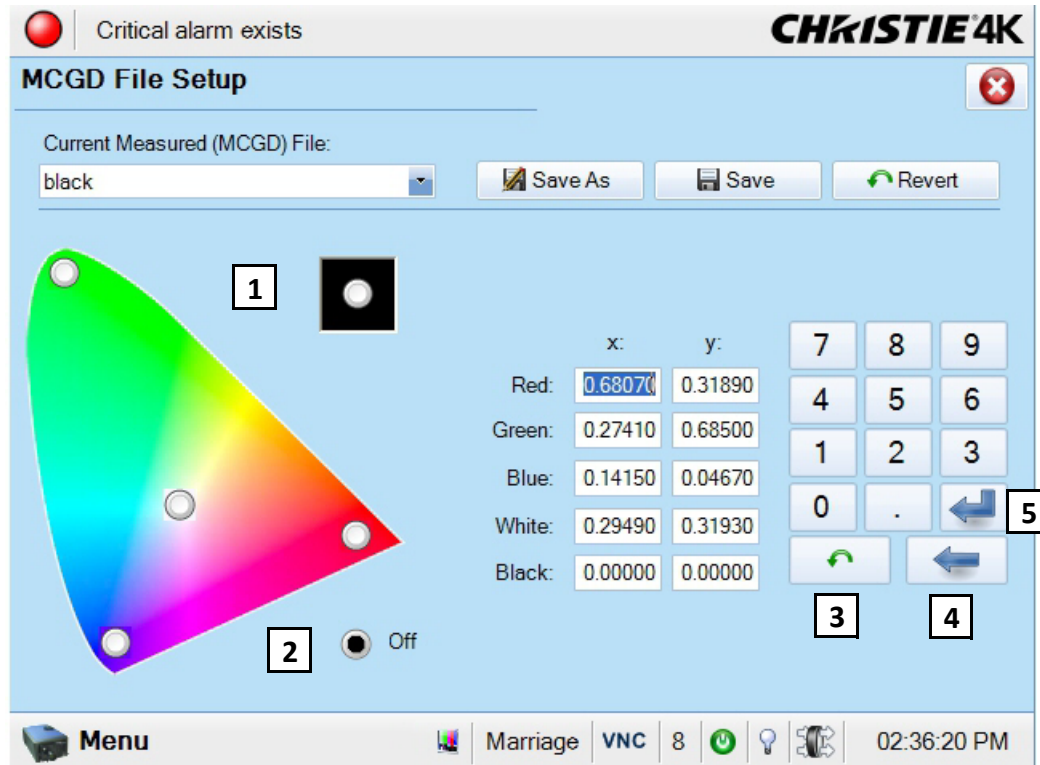 Critical alarm exists
CHRISTIE 4K
MCGD File Setup
Current Measured (MCGD) File:
black
Save As
Save
Revert
1
x:
y:
7 8 9
Red: 0.68070 0.31890
4 5 6
Green: 0.27410 0.68500
1 2 3
Blue: 0.14150 0.04670
0 .
5
White: 0.29490 0.31930
Black: 0.00000 0.00000
3
4
2
Off
Menu
Marriage
VNC
8
02:36:20 PM